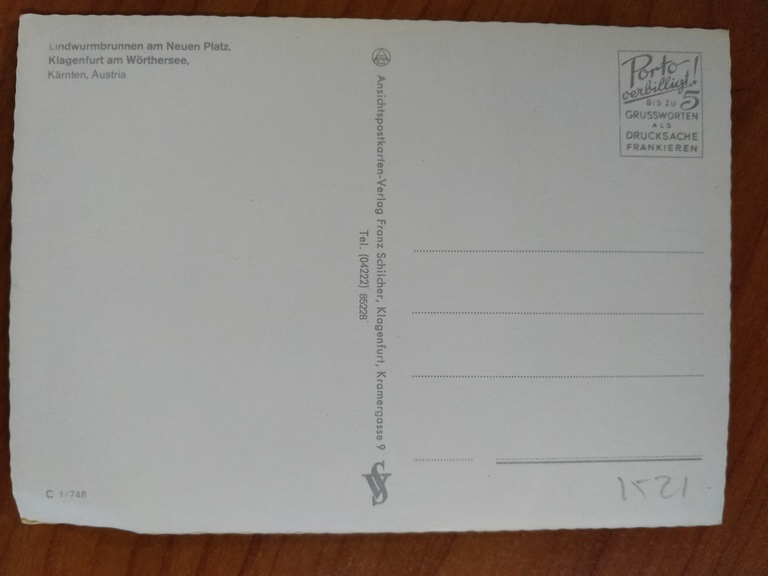 Lindwurmbrunnen am Neuen Platz,
Klagenfurt am Wörthersee,
Kärnten, Austria
Ansichtspostkarten-Verlag Franz Schilcher, Klagenfurt, Kramergasse 9
Tel. (04222) 85228
Porto
verbilligt!
BIS ZU 5
GRUSSWORTEN
ALS
DRUCKSACHE
FRANKIEREN
C 1/748